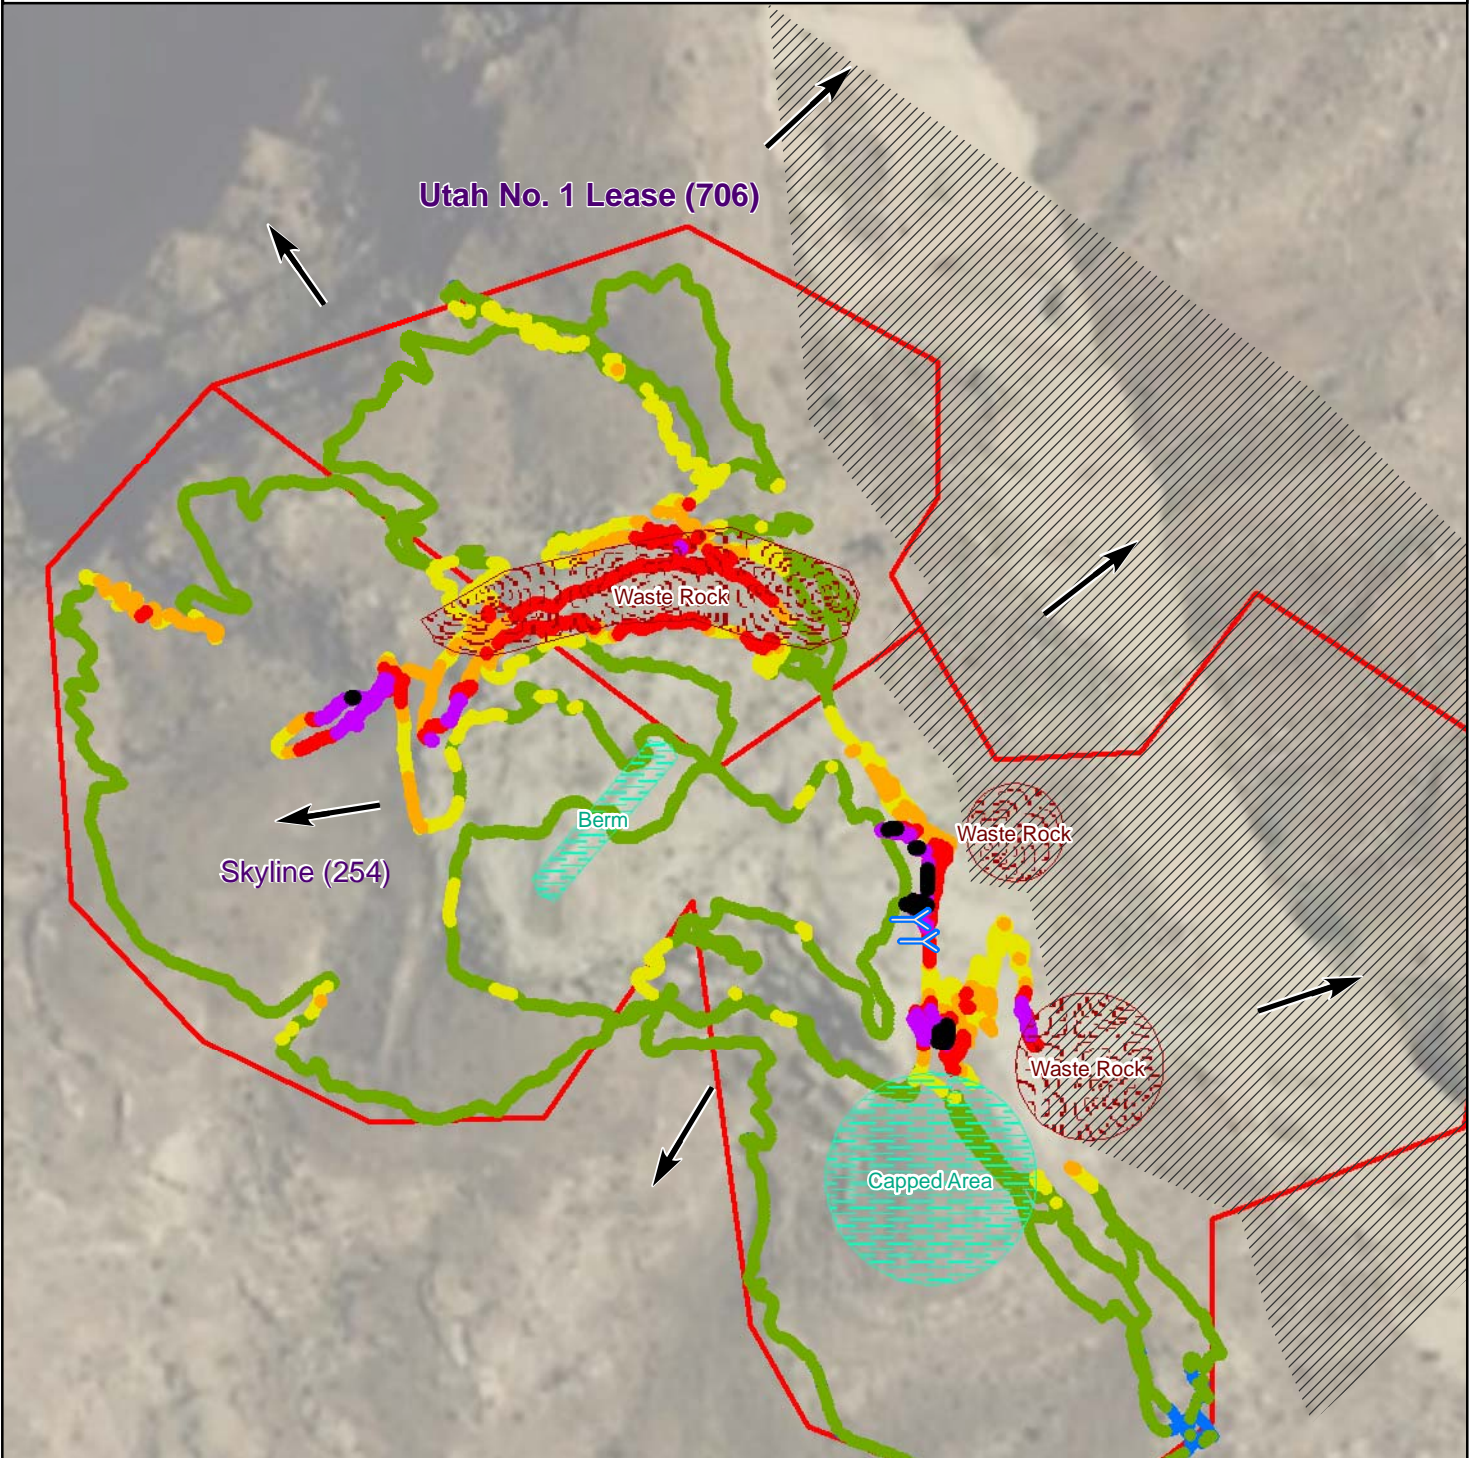 Utah No. 1 Lease (706)
Waste Rock
Berm
Waste Rock
Skyline (254)
Waste Rock
Capped Area